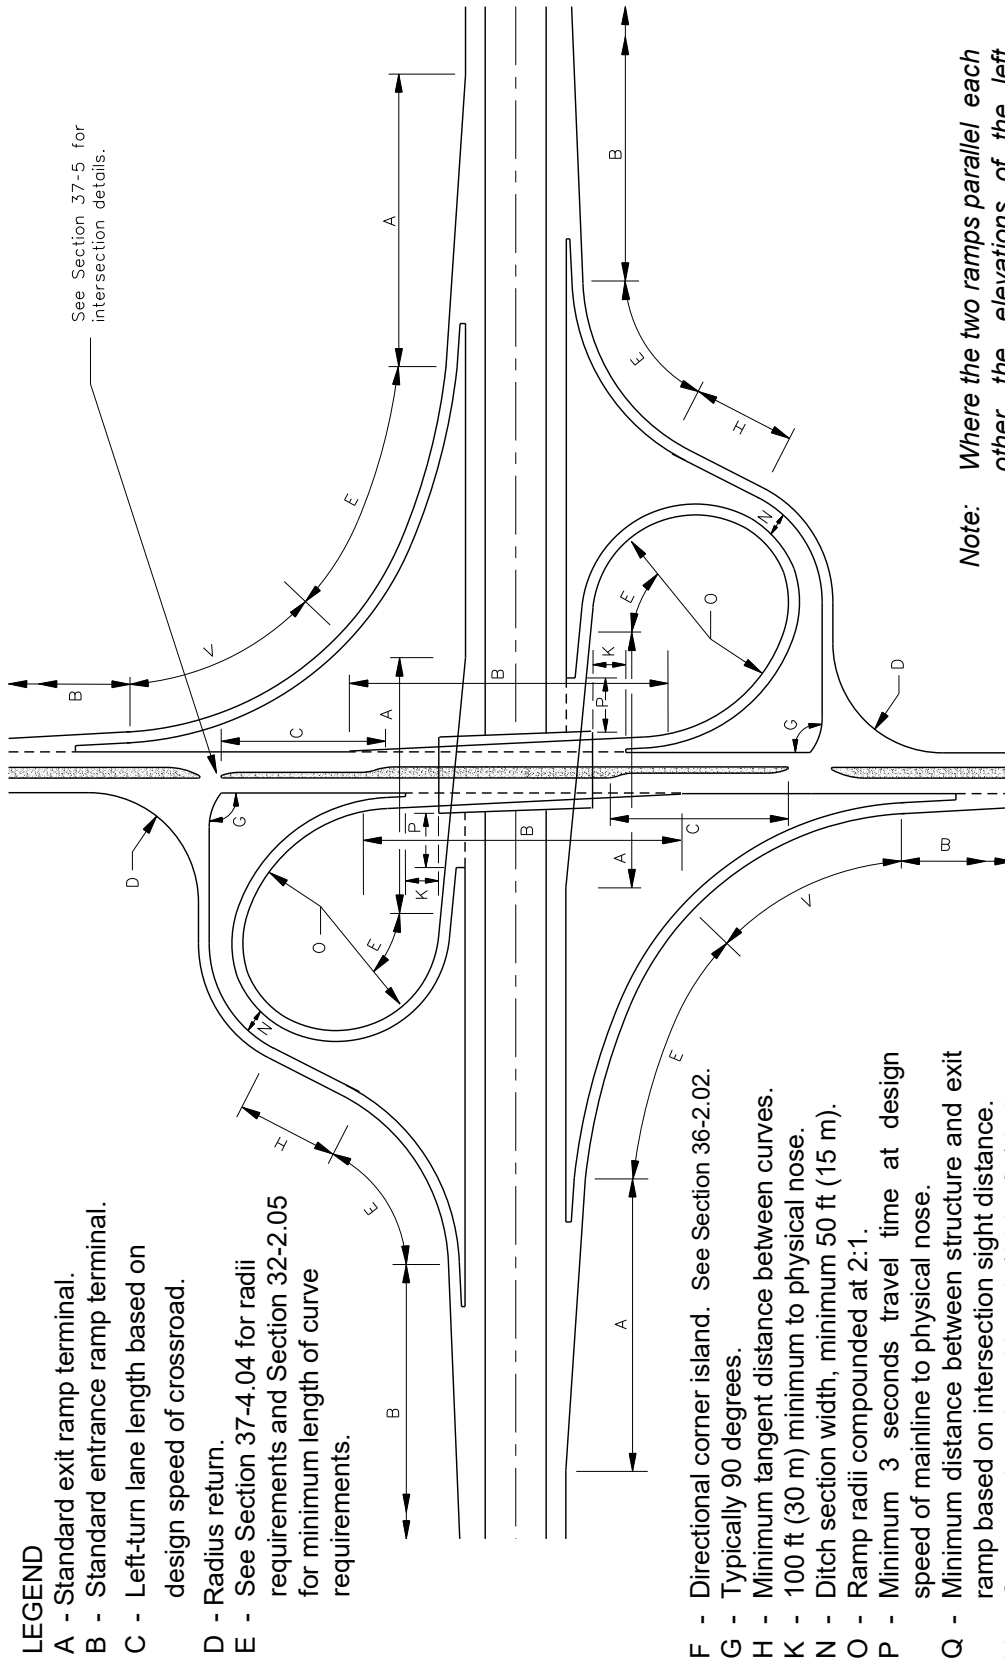 See Section 37-5 for
intersection details.
LEGEND
A - Standard exit ramp terminal.
B - Standard entrance ramp terminal.
C - Left-turn lane length based on
design speed of crossroad.
D - Radius return.
E - See Section 37-4.04 for radii
requirements and Section 32-2.05
for minimum length of curve
requirements.
F - Directional corner island. See Section 36-2.02.
G - Typically 90 degrees.
H - Minimum tangent distance between curves.
K - 100 ft (30 m) minimum to physical nose.
N - Ditch section width, minimum 50 ft (15 m).
O - Ramp radii compounded at 2:1.
P - Minimum 3 seconds travel time at design
speed of mainline to physical nose.
Q - Minimum distance between structure and exit
ramp based on intersection sight distance.
Note: Where the two ramps parallel each
other, the elevations of the left
B
V
E
A
C
B
A
G
D
K
P
B
O
E
N
H
E
B
B
E
H
N
E
O
K
P
G
D
C
A
B
V
E
A